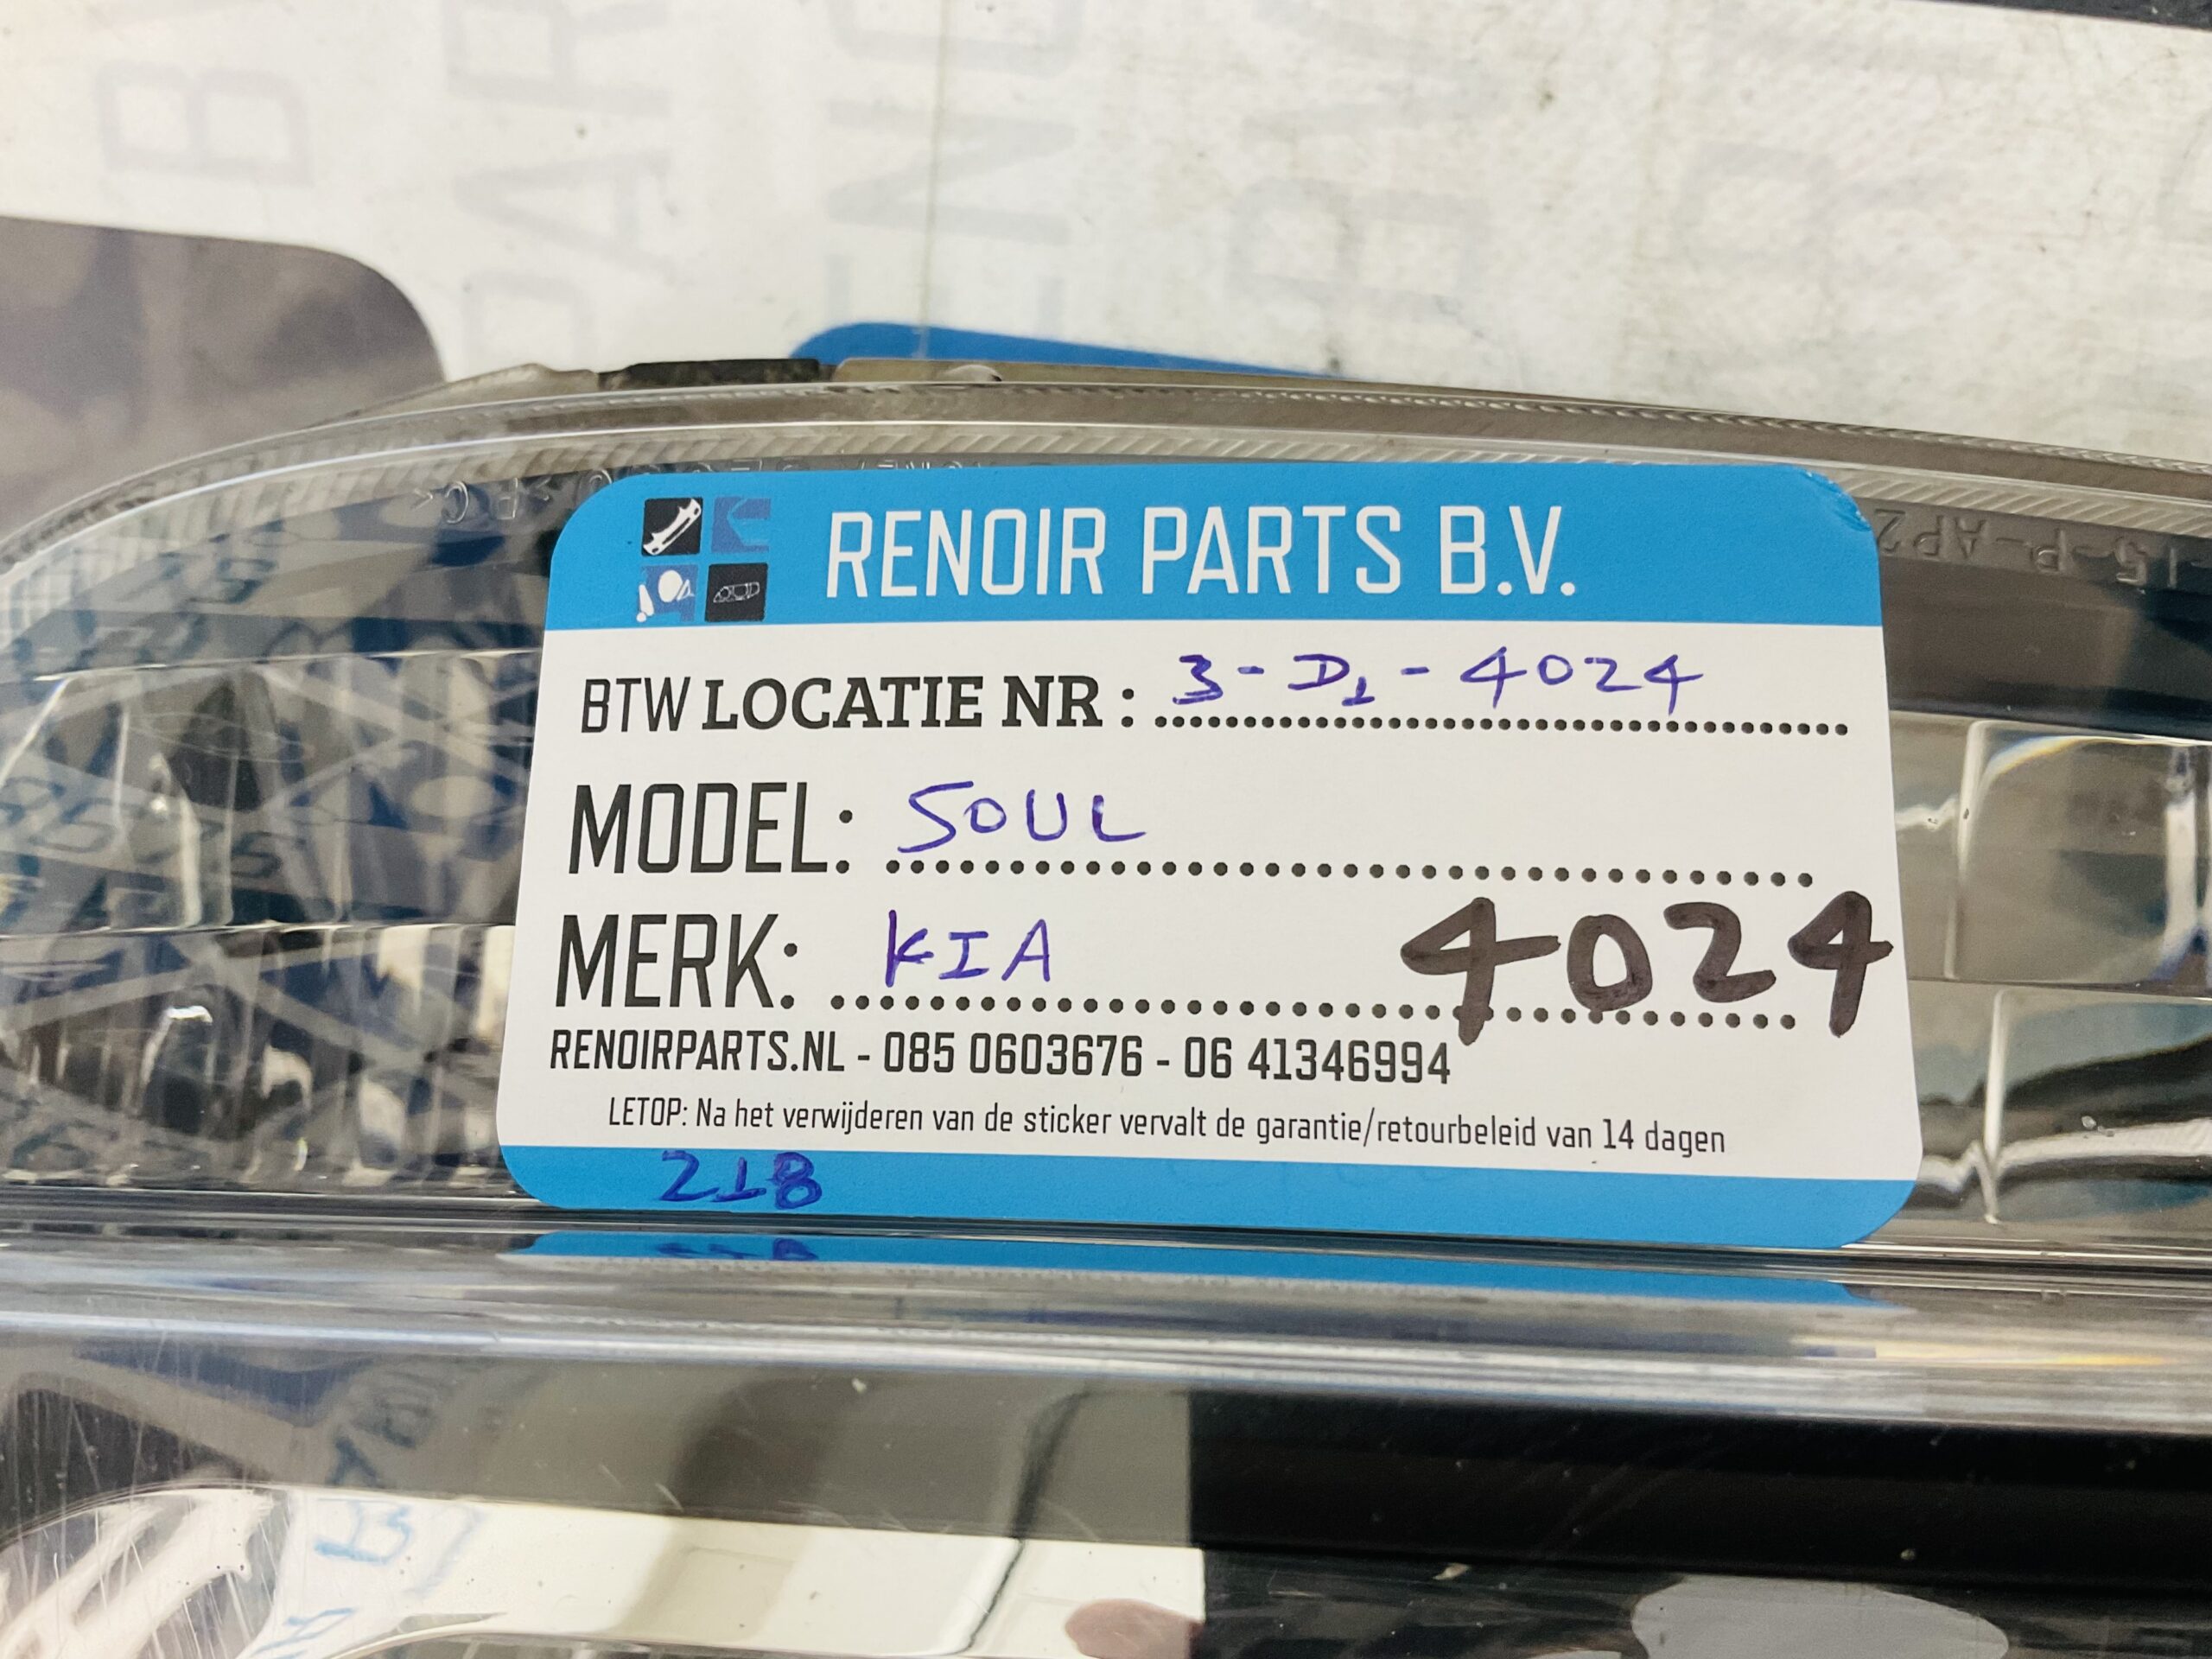 RENOIR PARTS B.V.
BTW LOCATIE NR : 3-D1-4024
MODEL: SOUL
MERK: KIA
4024
RENOIRPARTS.NL - 085 0603676 - 06 41346994
LETOP: Na het verwijderen van de sticker vervalt de garantie/retourbeleid van 14 dagen
218